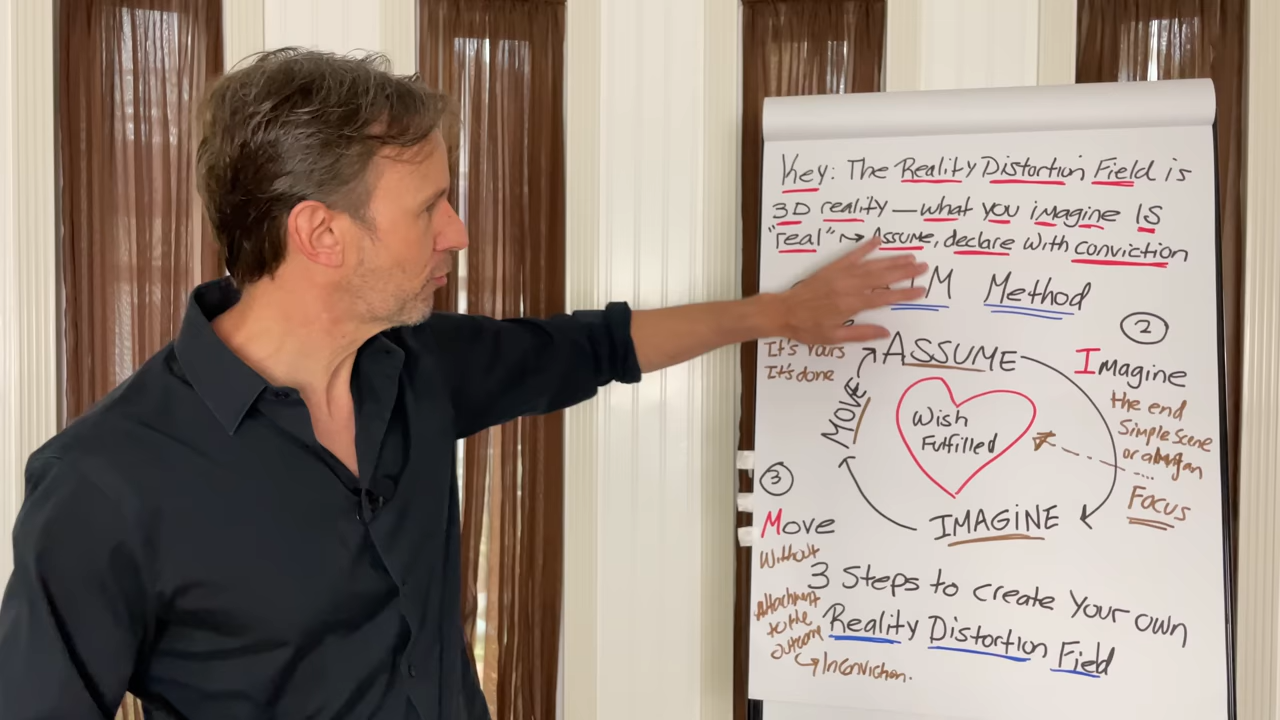 Key: The Reality Distortion Field is
3D reality — what you imagine IS
"real" → Assume, declare with conviction
IM Method
It's yours
It's done
ASSUME
MOVE
Wish
Fulfilled
IMAGINE
2
Imagine
the end
Simple Scene
or a
Focus
3
Move
Without
Attachment
to the
outcome
→ In conviction.
3 Steps to create your own
Reality Distortion Field